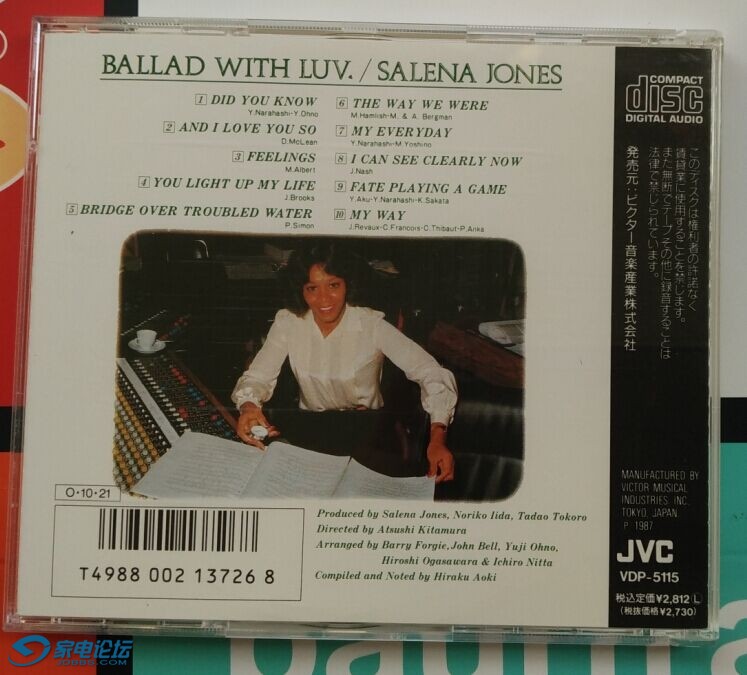 BALLAD WITH LUV. / SALENA JONES
1 DID YOU KNOW
Y.Narahashi-Y.Ohno
2 AND I LOVE YOU SO
D.McLean
3 FEELINGS
M.Albert
4 YOU LIGHT UP MY LIFE
J.Brooks
5 BRIDGE OVER TROUBLED WATER
P.Simon
6 THE WAY WE WERE
M.Hamlish-M. & A. Bergman
7 MY EVERYDAY
Y.Narahashi-M.Yoshino
8 I CAN SEE CLEARLY NOW
J.Nash
9 FATE PLAYING A GAME
Y.Aku-Y.Narahashi-K.Sakata
10 MY WAY
J.Revaux-C.Francois-C.Thibaut-P.Anka
O·10·21
T4988 002 13726 8
Produced by Salena Jones, Noriko Iida, Tadao Tokoro
Directed by Atsushi Kitamura
Arranged by Barry Forgie, John Bell, Yuji Ohno,
Hiroshi Ogasawara & Ichiro Nitta
Compiled and Noted by Hiraku Aoki
COMPACT
disc
DIGITAL AUDIO
このディスクは権利者の許諾なく
賃貸業に使用することを禁じます。
また無断でテープその他に録音することは
法律で禁じられています。
発売元:ビクター音楽産業株式会社
MANUFACTURED BY
VICTOR MUSICAL
INDUSTRIES, INC.
TOKYO, JAPAN.
P 1987
JVC
VDP-5115
税込定価¥2,812 L
(税抜価格¥2,730)
家电论坛
JDBBS.COM